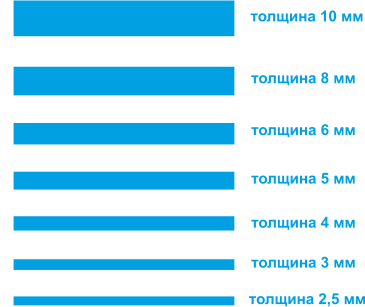 толщина 10 мм
толщина 8 мм
толщина 6 мм
толщина 5 мм
толщина 4 мм
толщина 3 мм
толщина 2,5 мм